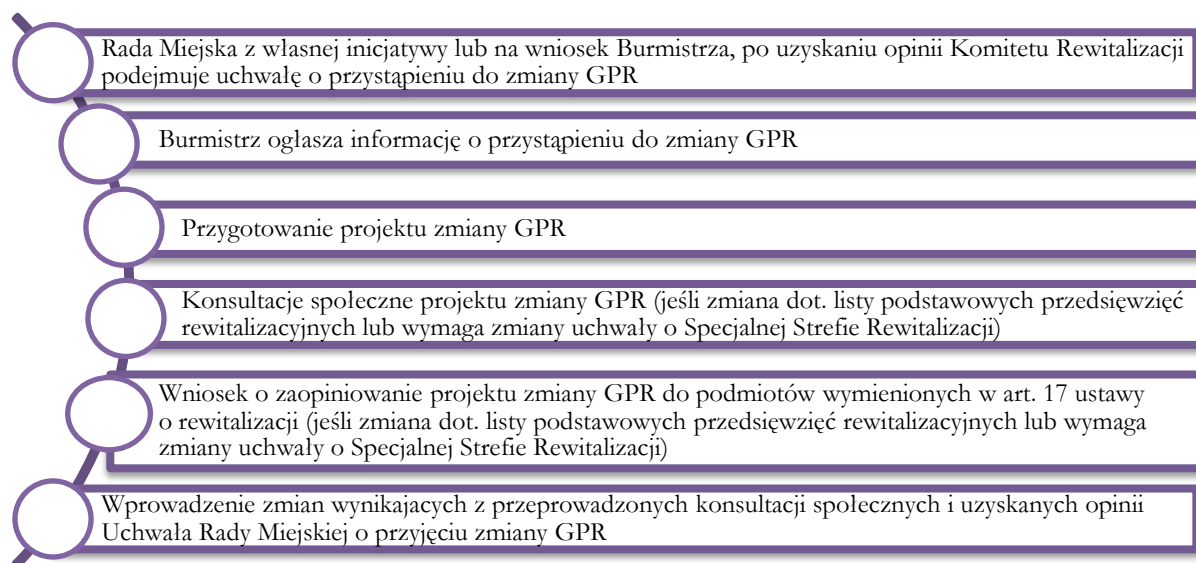 Rada Miejska z własnej inicjatywy lub na wniosek Burmistrza, po uzyskaniu opinii Komitetu Rewitalizacji
podejmuje uchwałę o przystąpieniu do zmiany GPR
Burmistrz ogłasza informację o przystąpieniu do zmiany GPR
Przygotowanie projektu zmiany GPR
Konsultacje społeczne projektu zmiany GPR (jeśli zmiana dot. listy podstawowych przedsięwzięć
rewitalizacyjnych lub wymaga zmiany uchwały o Specjalnej Strefie Rewitalizacji)
Wniosek o zaopiniowanie projektu zmiany GPR do podmiotów wymienionych w art. 17 ustawy
o rewitalizacji (jeśli zmiana dot. listy podstawowych przedsięwzięć rewitalizacyjnych lub wymaga
zmiany uchwały o Specjalnej Strefie Rewitalizacji)
Wprowadzenie zmian wynikajacych z przeprowadzonych konsultacji społecznych i uzyskanych opinii
Uchwała Rady Miejskiej o przyjęciu zmiany GPR